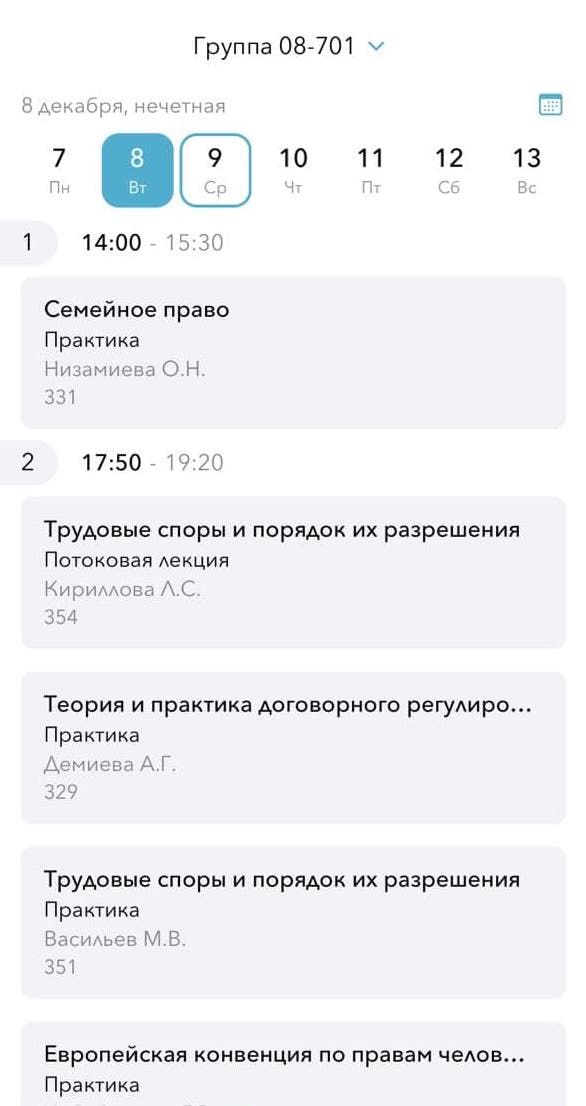 Группа 08-701
8 декабря, нечетная
7 8 9 10 11 12 13
Пн Вт Ср Чт Пт Сб Вс
1 14:00 - 15:30
Семейное право
Практика
Низамиева О.Н.
331
2 17:50 - 19:20
Трудовые споры и порядок их разрешения
Потоковая лекция
Кириллова Л.С.
354
Теория и практика договорного регулиро...
Практика
Демиева А.Г.
329
Трудовые споры и порядок их разрешения
Практика
Васильев М.В.
351
Европейская конвенция по правам челов...
Практика